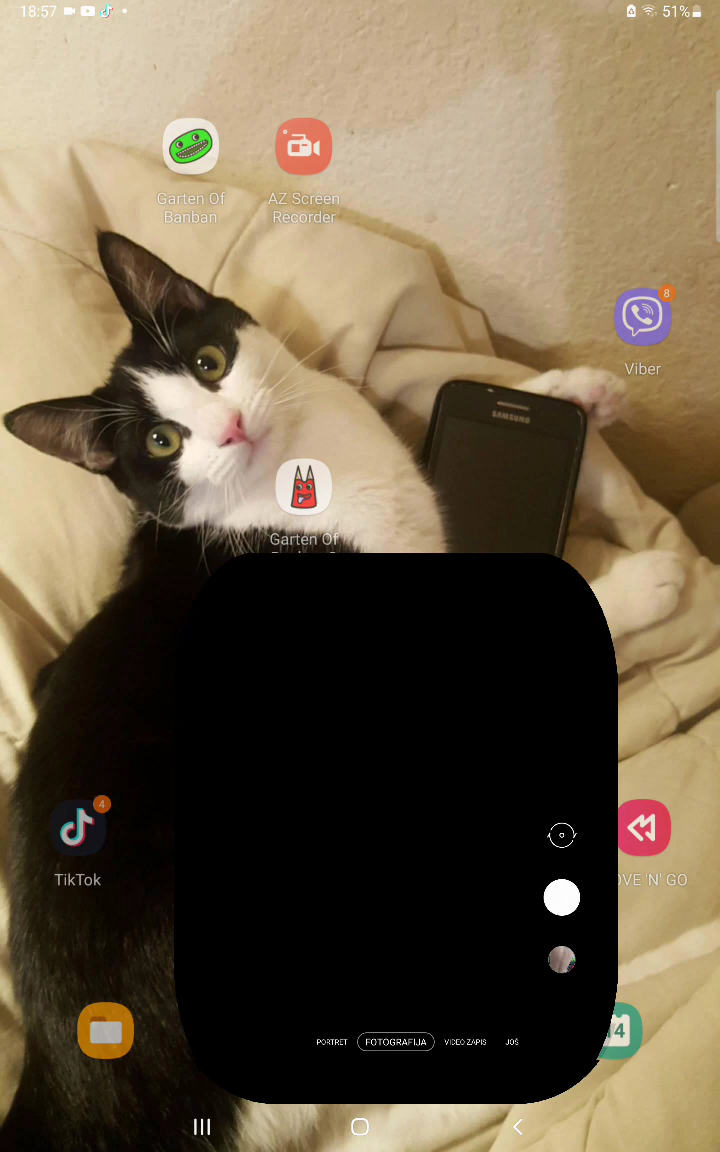 18:57
51%
Garten Of
Banban
AZ Screen
Recorder
8
Viber
SAMSUNG
Garten Of
4
TikTok
OVE 'N' GO
14
PORTRET
FOTOGRAFIJA
VIDEO ZAPIS
JOŠ